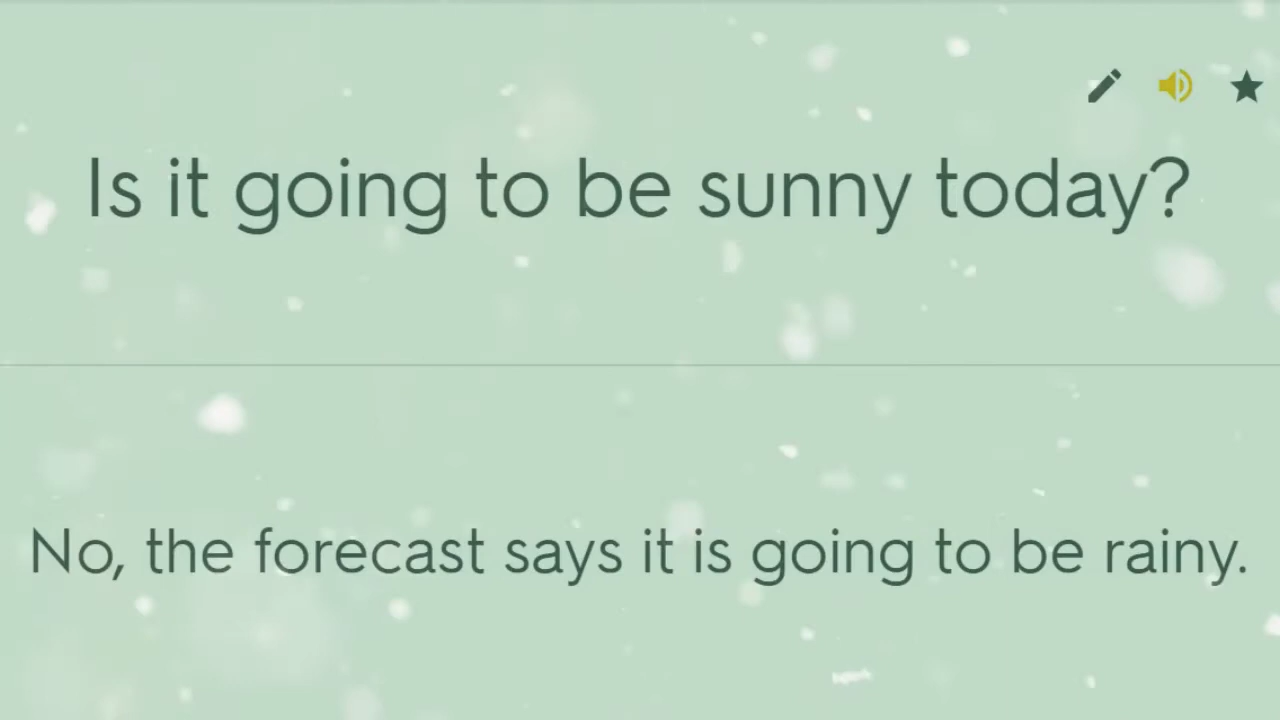 Is it going to be sunny today?
No, the forecast says it is going to be rainy.